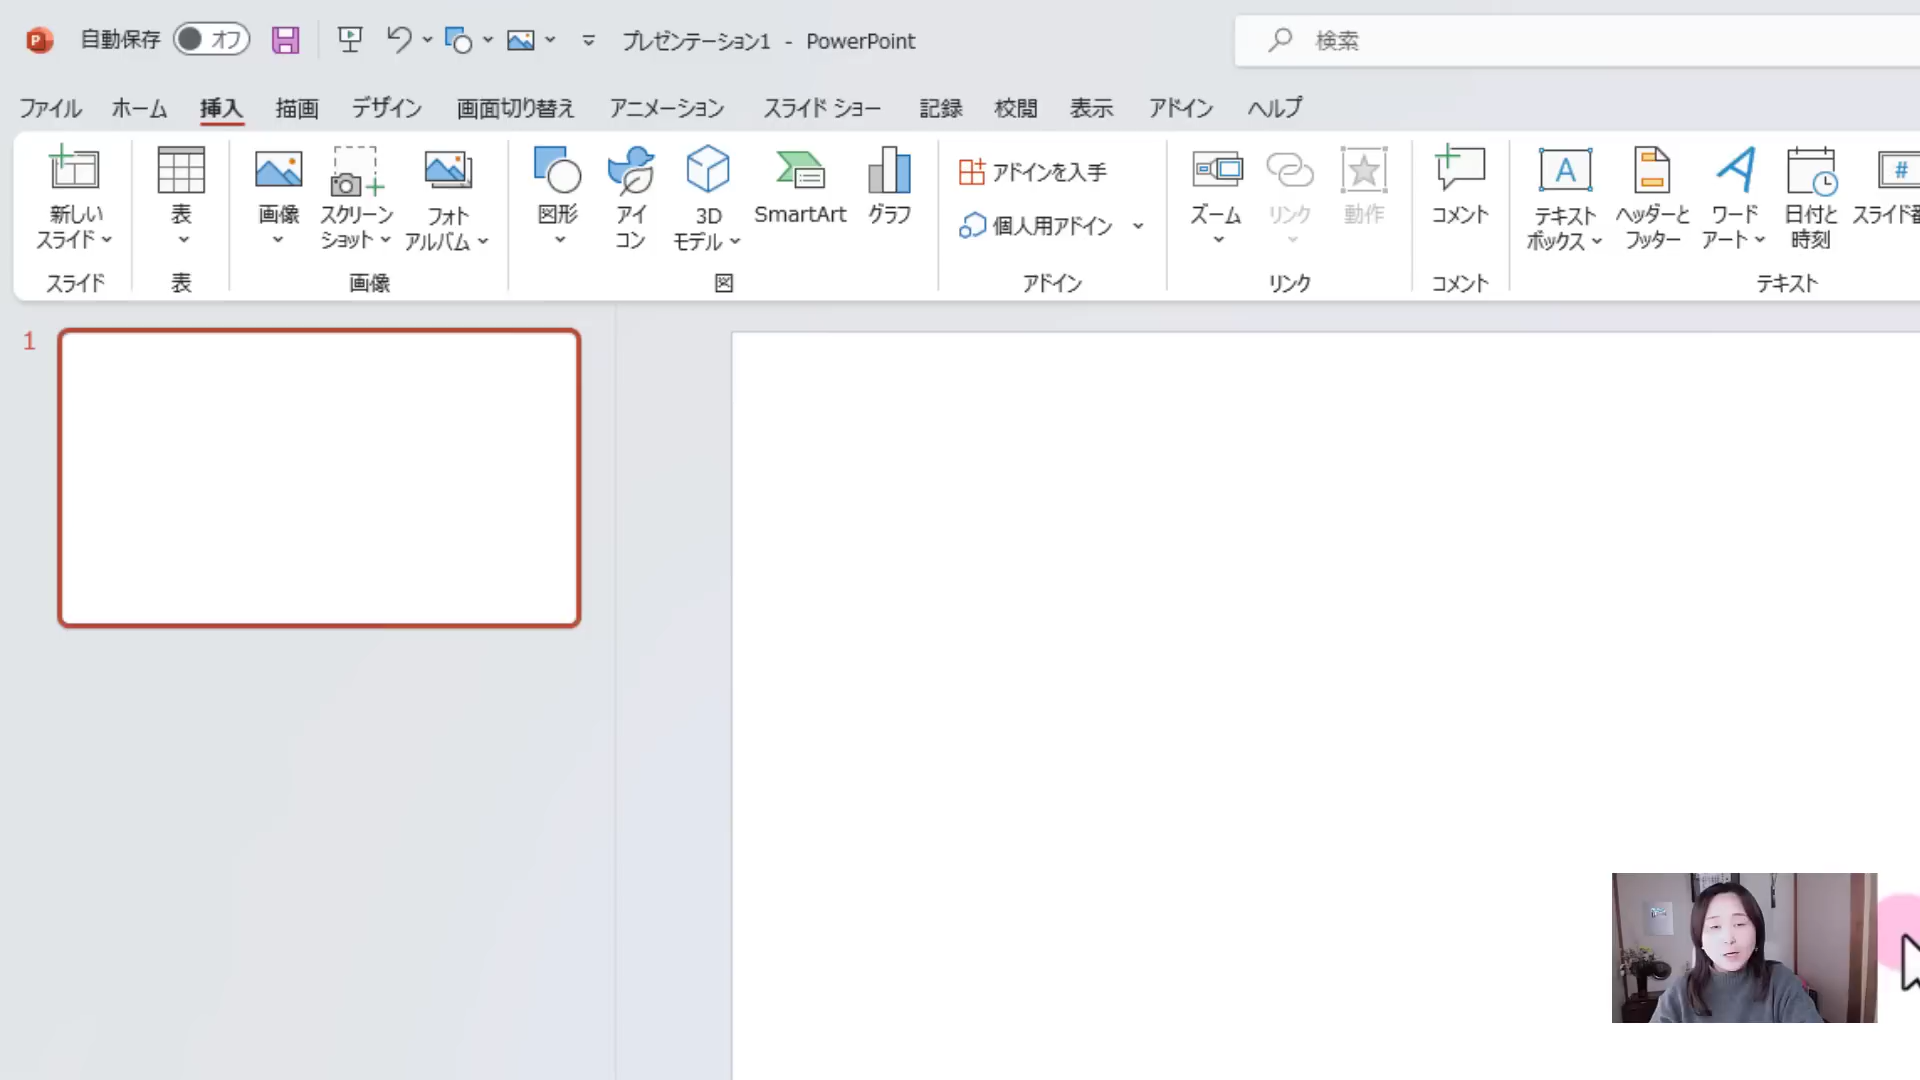 自動保存 オフ プレゼンテーション1 - PowerPoint 検索
ファイル ホーム 挿入 描画 デザイン 画面切り替え アニメーション スライド ショー 記録 校閲 表示 アドイン ヘルプ
新しい
スライド
表
画像
スクリーン
ショット
フォト
アルバム
図形
アイ
コン
3D
モデル
SmartArt
グラフ
アドインを入手
個人用アドイン
ズーム
リンク
動作
コメント
テキスト
ボックス
ヘッダーと
フッター
ワード
アート
日付と
時刻
スライド
スライド 表 画像 図 アドイン リンク コメント テキスト
1